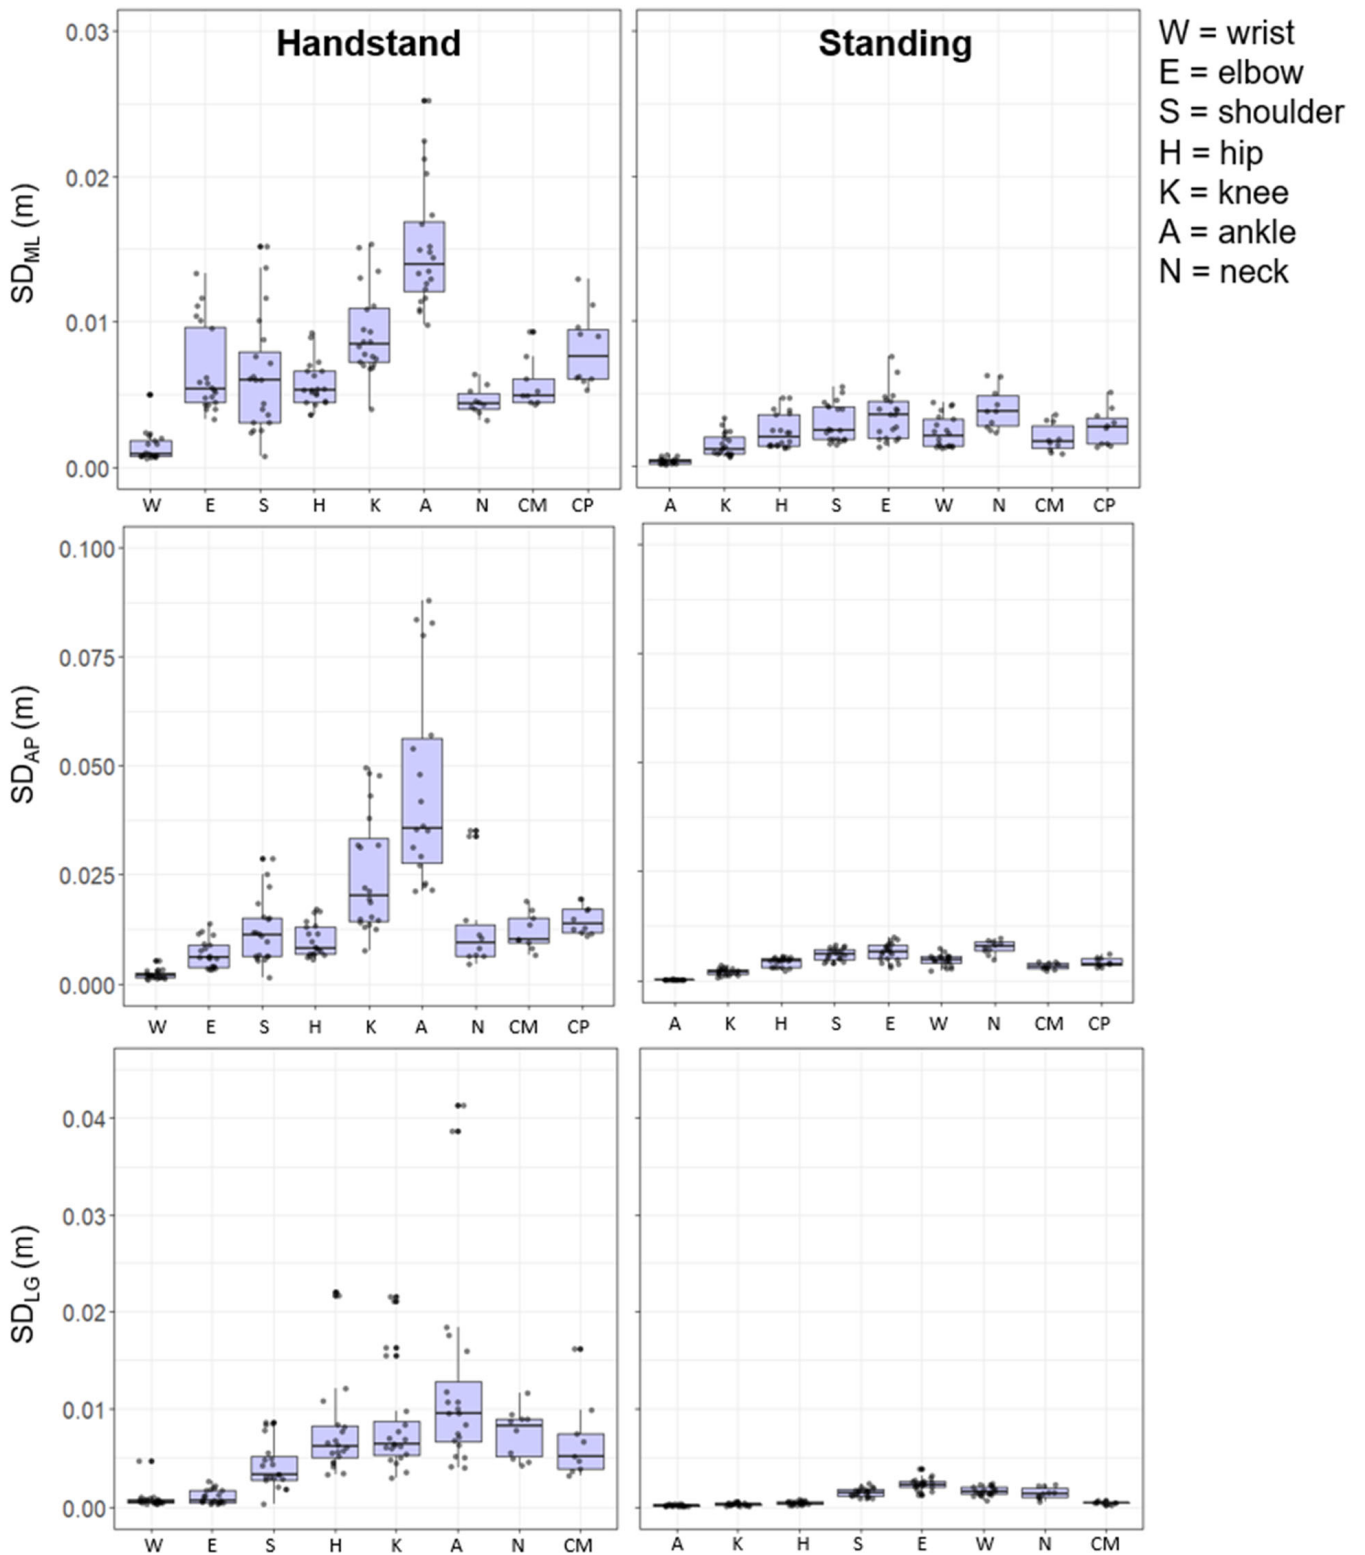 Handstand
Standing
W = wrist
E = elbow
S = shoulder
H = hip
K = knee
A = ankle
N = neck
SD_ML (m)
0.03
0.02
0.01
0.00
W E S H K A N CM CP
A K H S E W N CM CP
SD_AP (m)
0.100
0.075
0.050
0.025
0.000
W E S H K A N CM CP
A K H S E W N CM CP
SD_LG (m)
0.04
0.03
0.02
0.01
0.00
W E S H K A N CM
A K H S E W N CM